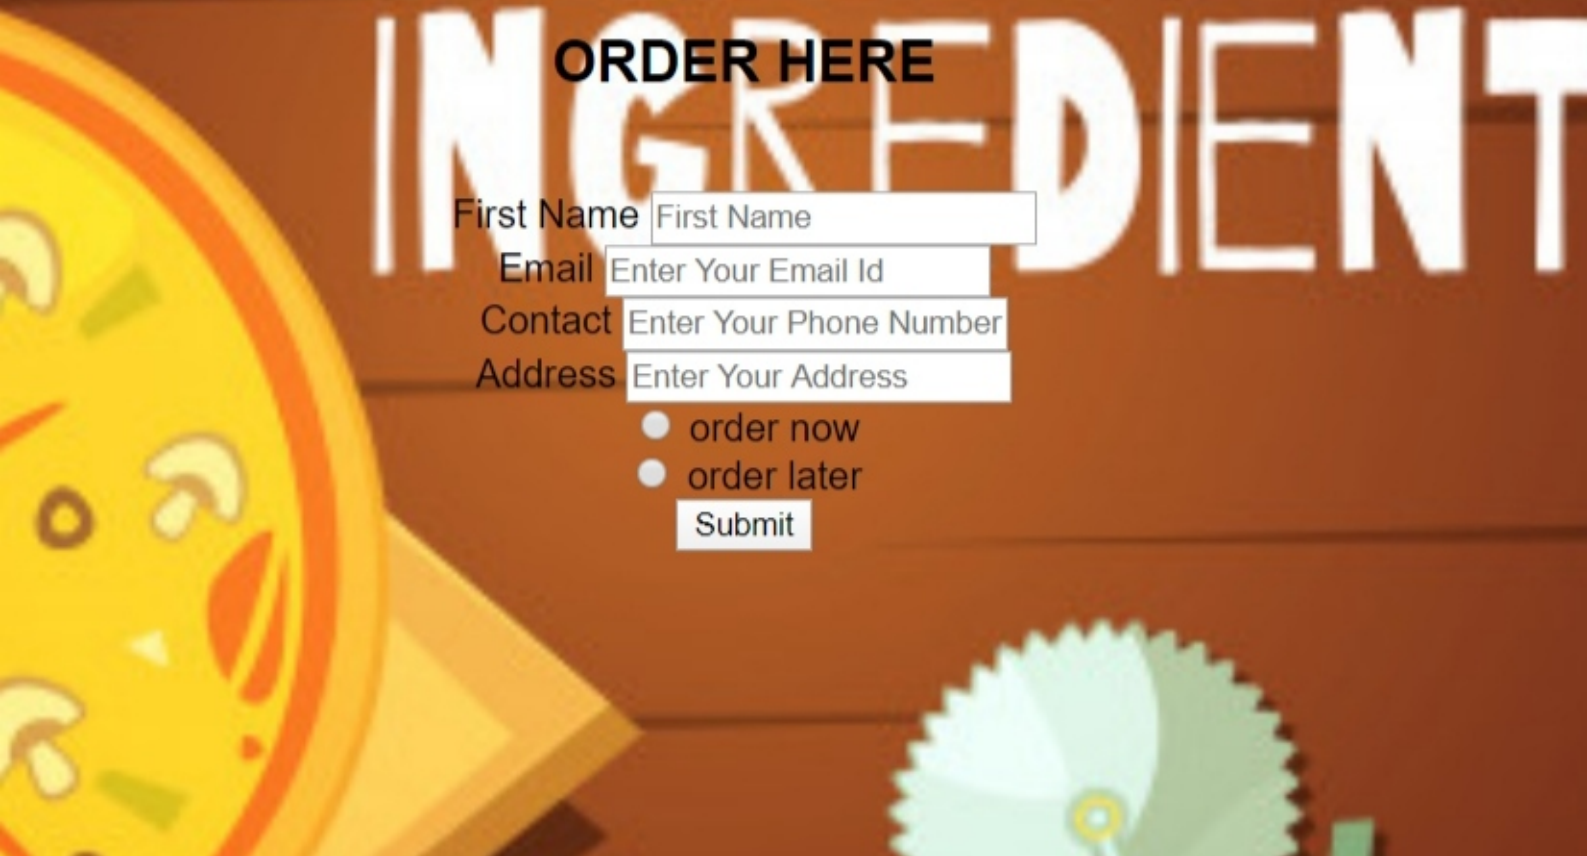 INGREDIENT
ORDER HERE
First Name First Name
Email Enter Your Email Id
Contact Enter Your Phone Number
Address Enter Your Address
order now
order later
Submit